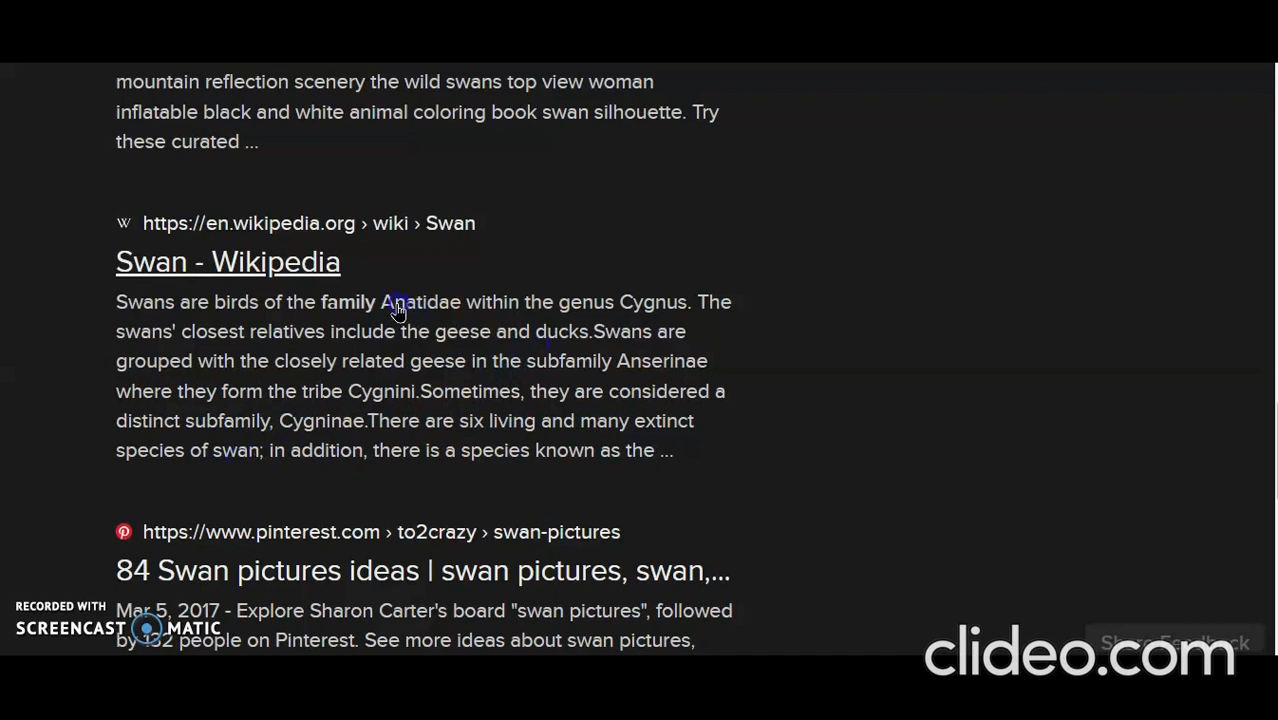 mountain reflection scenery the wild swans top view woman
inflatable black and white animal coloring book swan silhouette. Try
these curated ...
W https://en.wikipedia.org › wiki › Swan
Swan - Wikipedia
Swans are birds of the family Anatidae within the genus Cygnus. The
swans' closest relatives include the geese and ducks.Swans are
grouped with the closely related geese in the subfamily Anserinae
where they form the tribe Cygnini.Sometimes, they are considered a
distinct subfamily, Cygninae.There are six living and many extinct
species of swan; in addition, there is a species known as the ...
https://www.pinterest.com › to2crazy › swan-pictures
84 Swan pictures ideas | swan pictures, swan,...
Mar 5, 2017 - Explore Sharon Carter's board "swan pictures", followed
by 132 people on Pinterest. See more ideas about swan pictures,
RECORDED WITH
SCREENCAST MATIC
Share Feedback
clideo.com